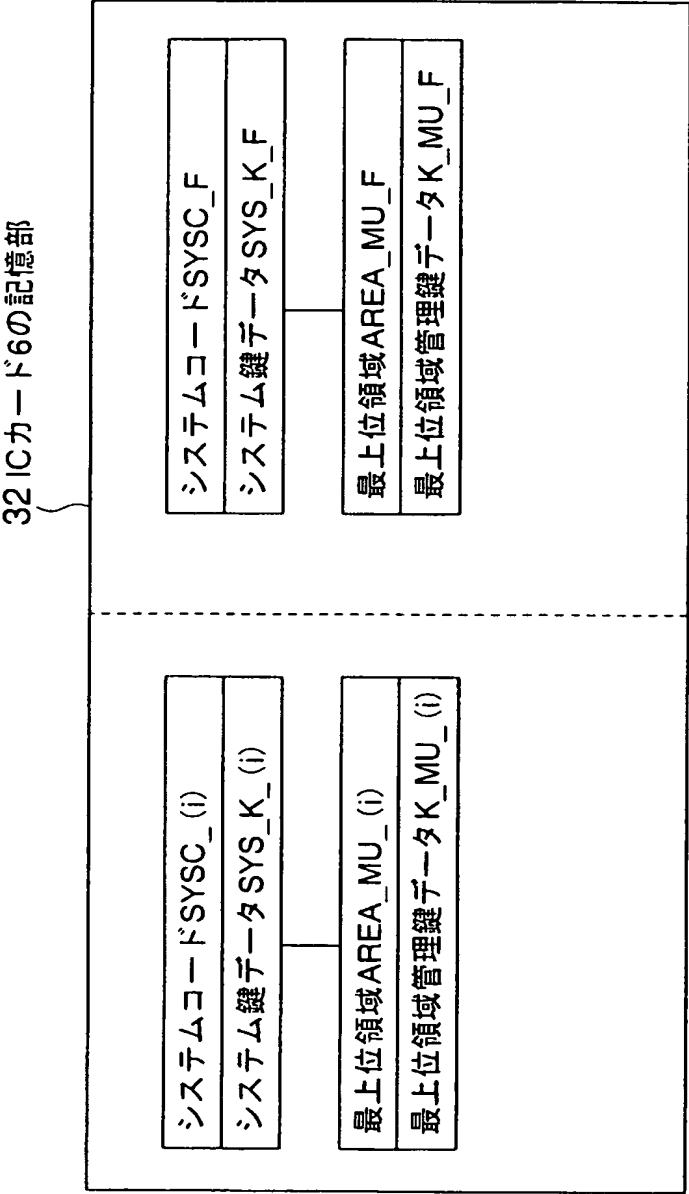 32 ICカード6の記憶部
システムコードSYSC_(i)
システム鍵データSYS_K_(i)
最上位領域AREA_MU_(i)
最上位領域管理鍵データK_MU_(i)
システムコードSYSC_F
システム鍵データSYS_K_F
最上位領域AREA_MU_F
最上位領域管理鍵データK_MU_F